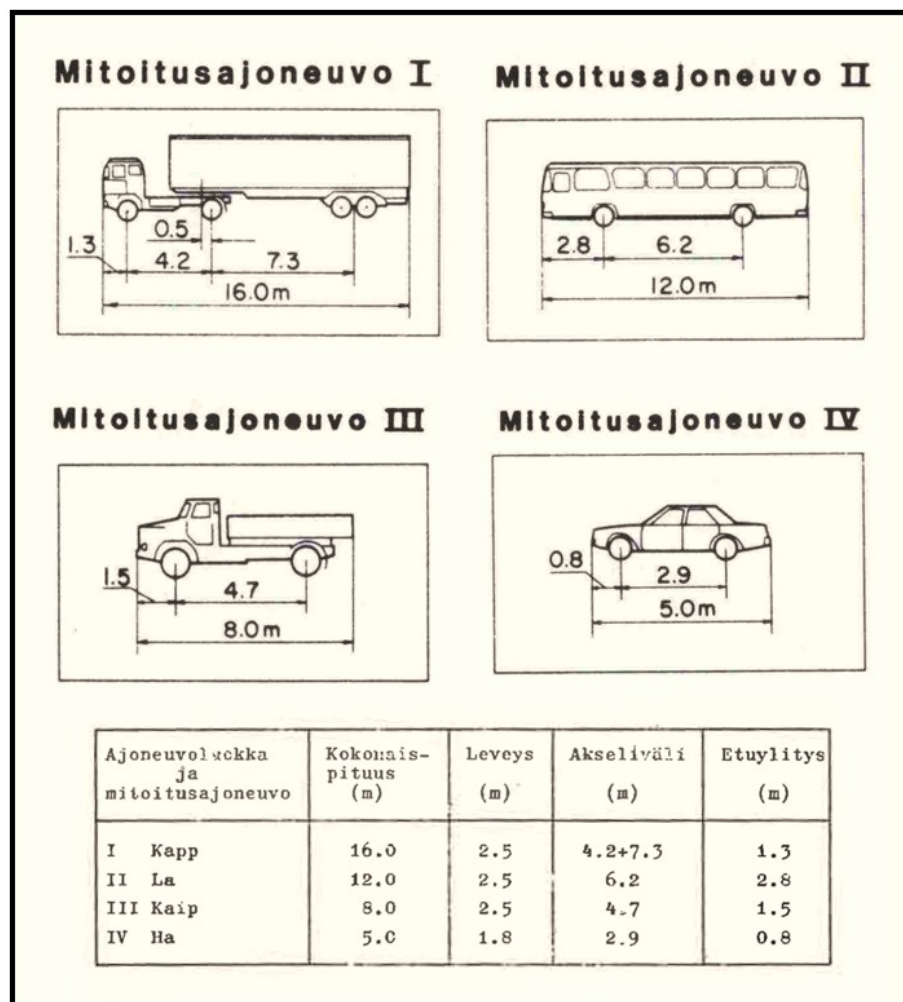 Mitoitusajoneuvo I
0.5
1.3
4.2
7.3
16.0m
Mitoitusajoneuvo II
2.8
6.2
12.0m
Mitoitusajoneuvo III
1.5
4.7
8.0m
Mitoitusajoneuvo IV
0.8
2.9
5.0m
Ajoneuvoluokka ja mitoitusajoneuvo Kokonais-pituus (m) Leveys (m) Akseliväli (m) Etuylitys (m)
I Kapp 16.0 2.5 4.2+7.3 1.3
II La 12.0 2.5 6.2 2.8
III Kaip 8.0 2.5 4.7 1.5
IV Ha 5.0 1.8 2.9 0.8